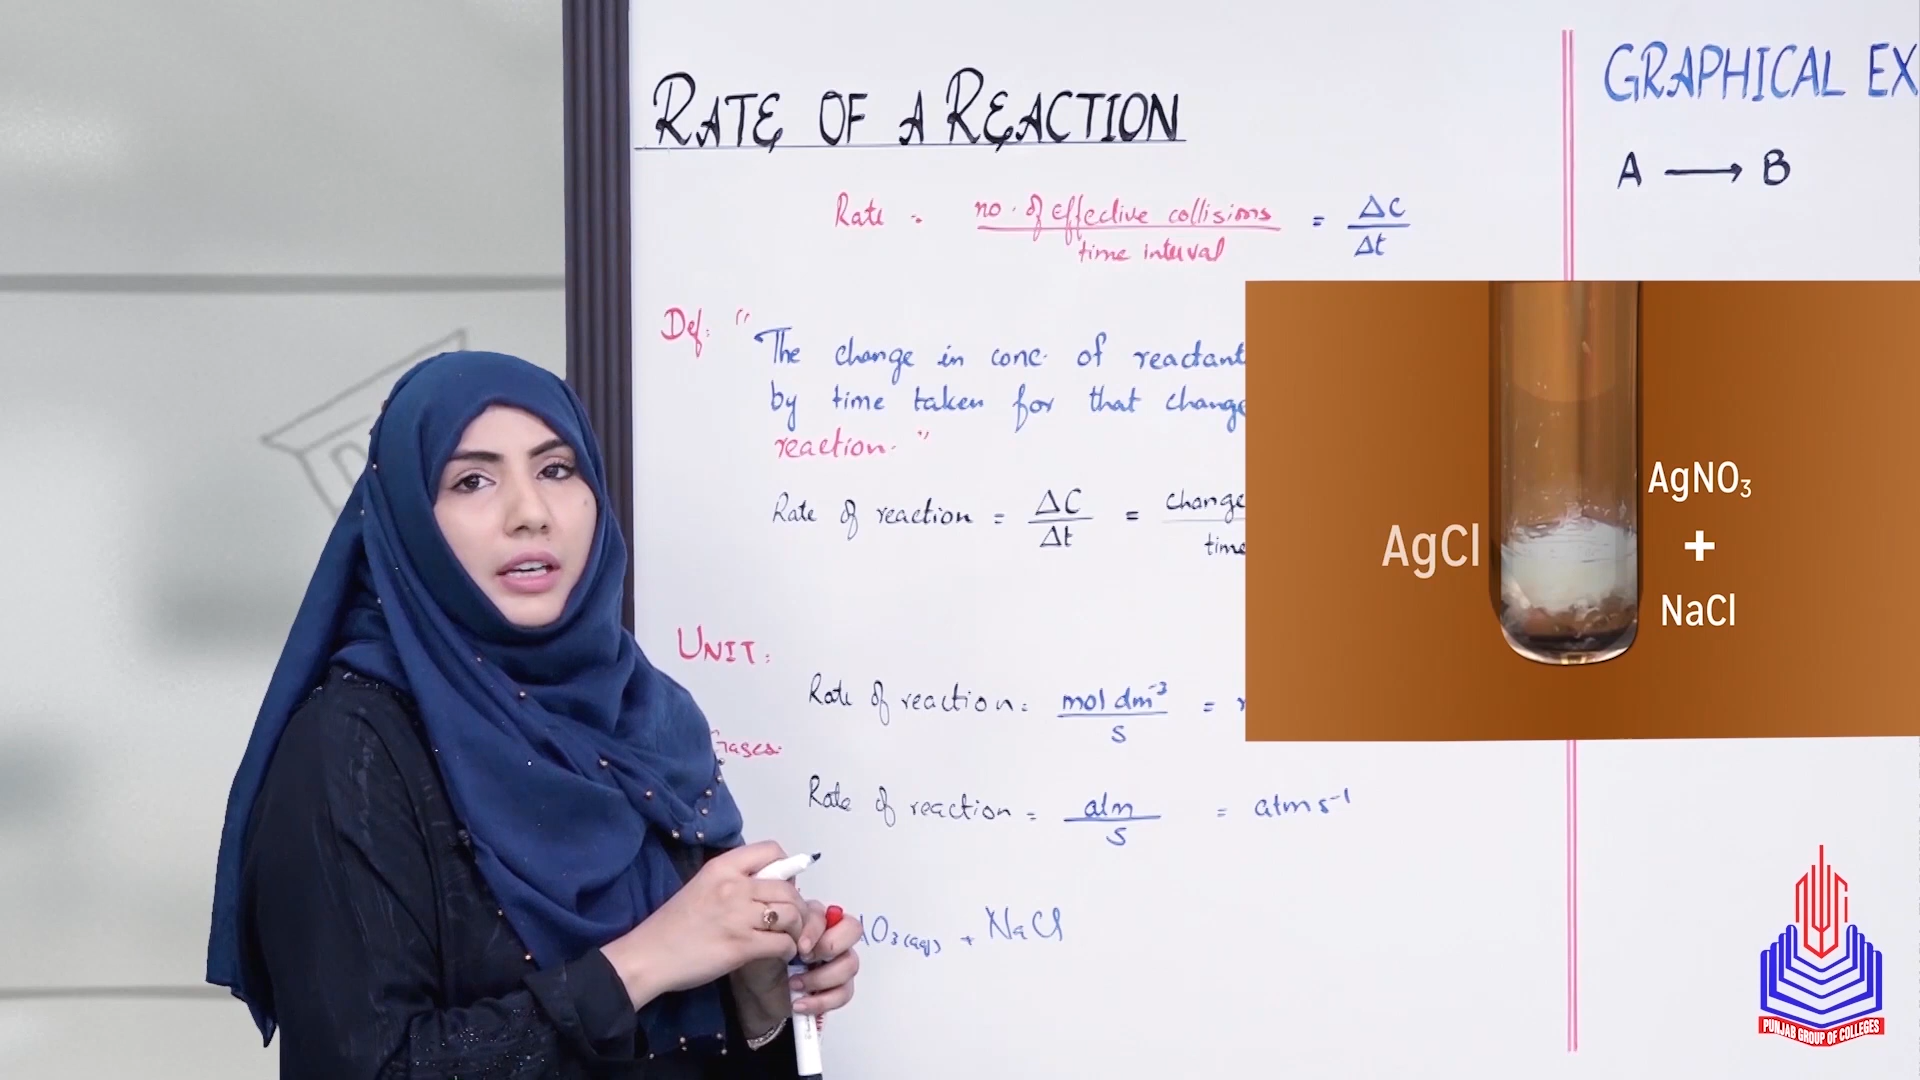 RATE OF A REACTION
Rate = no. of effective collisions / time interval = ΔC / Δt
Def: "The change in conc. of reactant
by time taken for that change
reaction."
Rate of reaction = ΔC / Δt = change / time
UNIT:
Rate of reaction = mol dm⁻³ / s =
Gases:
Rate of reaction = atm / s = atm s⁻¹
O₃(aq) + NaCl
GRAPHICAL EX
A ⟶ B
AgCl
AgNO₃
+
NaCl
PUNJAB GROUP OF COLLEGES